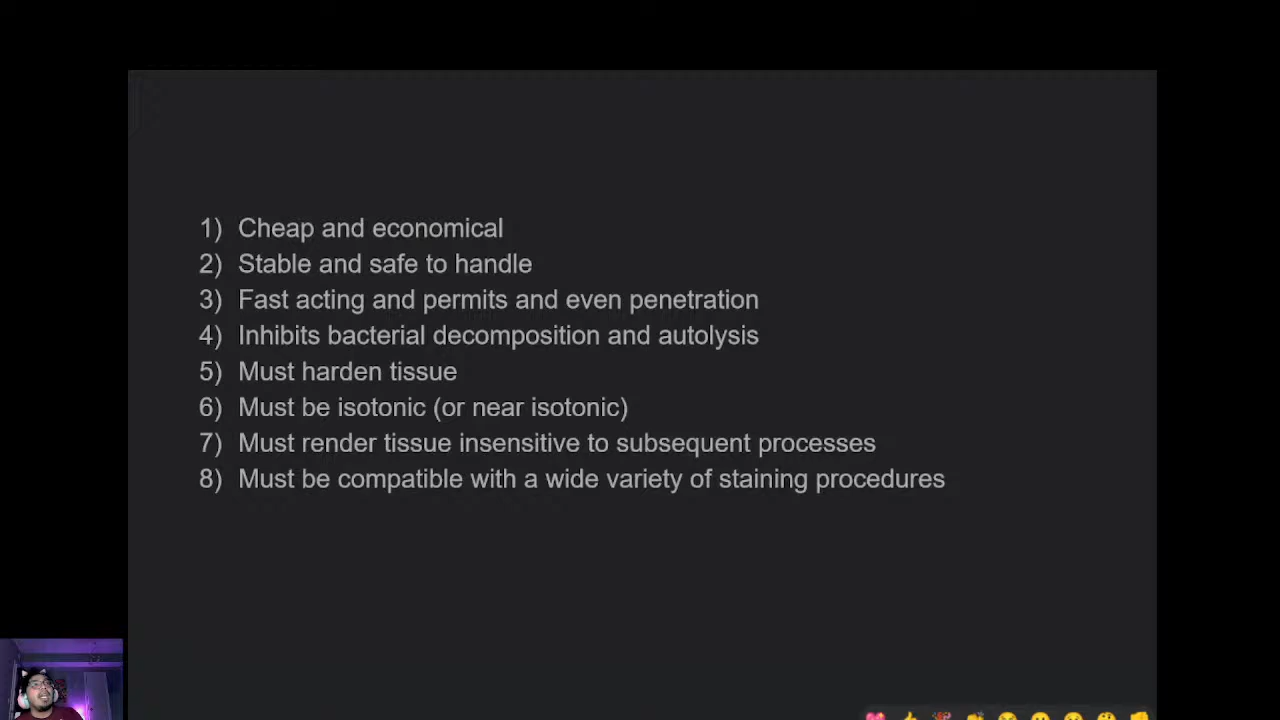 1) Cheap and economical
2) Stable and safe to handle
3) Fast acting and permits and even penetration
4) Inhibits bacterial decomposition and autolysis
5) Must harden tissue
6) Must be isotonic (or near isotonic)
7) Must render tissue insensitive to subsequent processes
8) Must be compatible with a wide variety of staining procedures